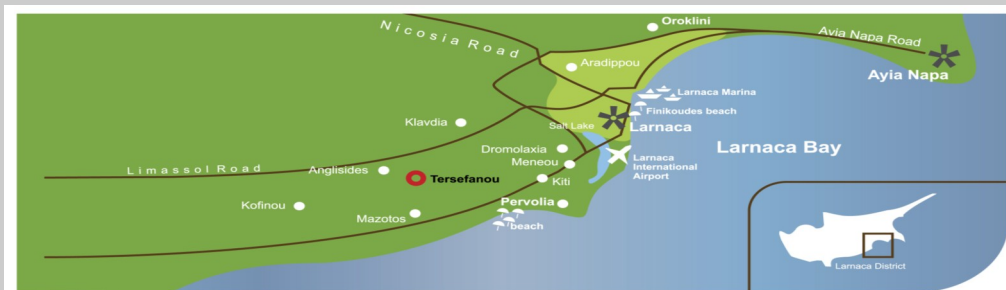 Oroklini
Nicosia Road
Avia Napa Road
Aradippou
Ayia Napa
Larnaca Marina
Finikoudes beach
Klavdia
Salt Lake
Larnaca
Dromolaxia
Larnaca Bay
Meneou
Larnaca
International
Airport
Limassol Road
Anglisides
Tersefanou
Kiti
Kofinou
Pervolia
Mazotos
beach
Larnaca District